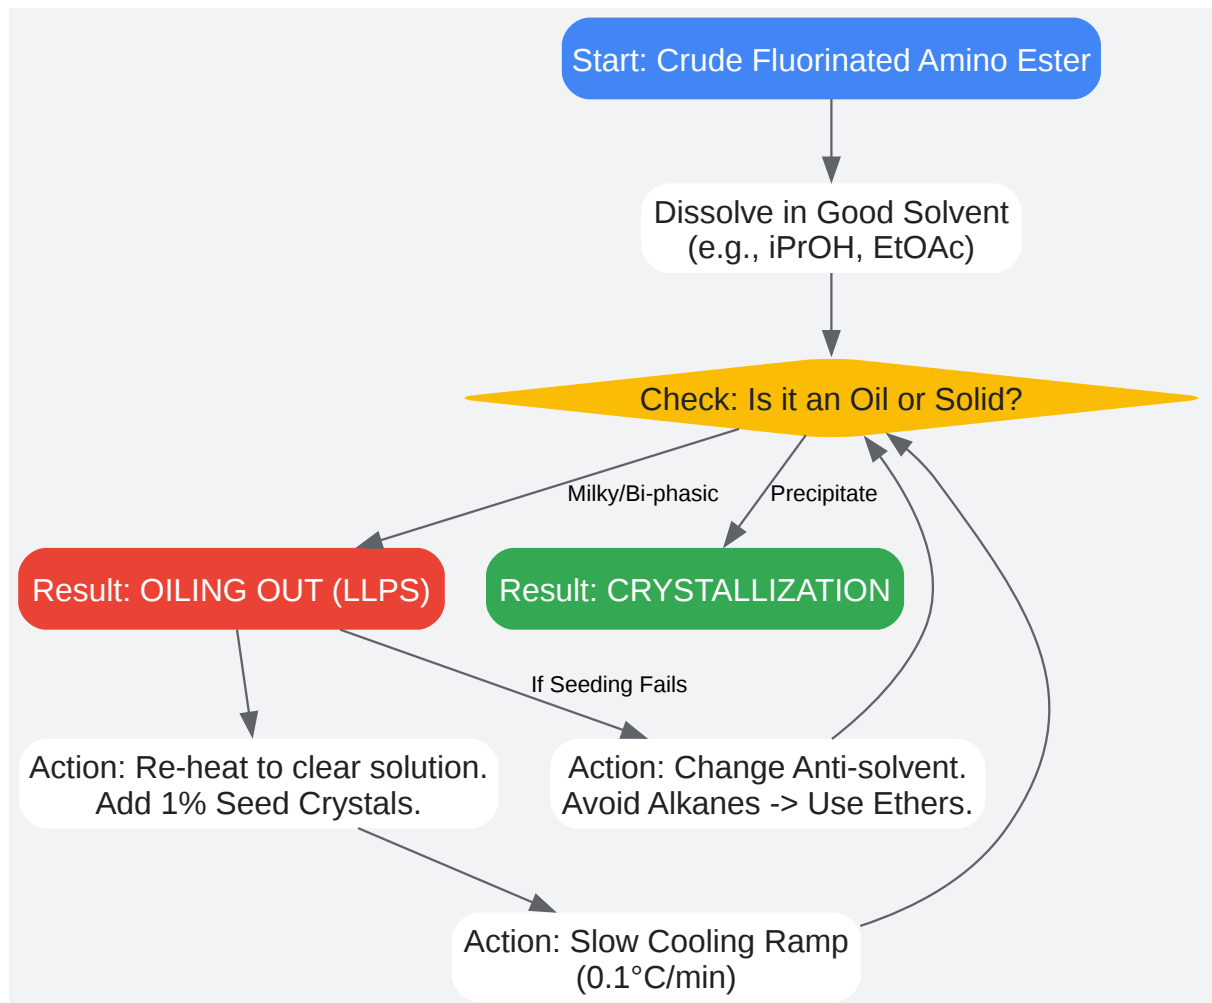 Start: Crude Fluorinated Amino Ester
Dissolve in Good Solvent
(e.g., iPrOH, EtOAc)
Check: Is it an Oil or Solid?
Milky/Bi-phasic
Precipitate
Result: OILING OUT (LLPS)
Result: CRYSTALLIZATION
If Seeding Fails
Action: Re-heat to clear solution.
Add 1% Seed Crystals.
Action: Change Anti-solvent.
Avoid Alkanes -> Use Ethers.
Action: Slow Cooling Ramp
(0.1°C/min)